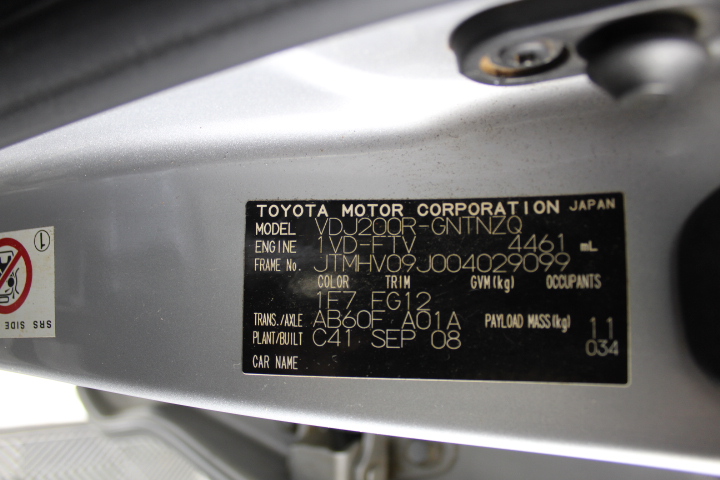 TOYOTA MOTOR CORPORATION JAPAN
MODEL VDJ200R-GNTNZQ
ENGINE 1VD-FTV 4461 mL
FRAME No. JTMHV09J004029099
COLOR TRIM GVM(kg) OCCUPANTS
1F7 FG12
TRANS./AXLE AB60F A01A PAYLOAD MASS(kg) 11
PLANT/BUILT C41 SEP 08 034
CAR NAME
1
SRS SIDE